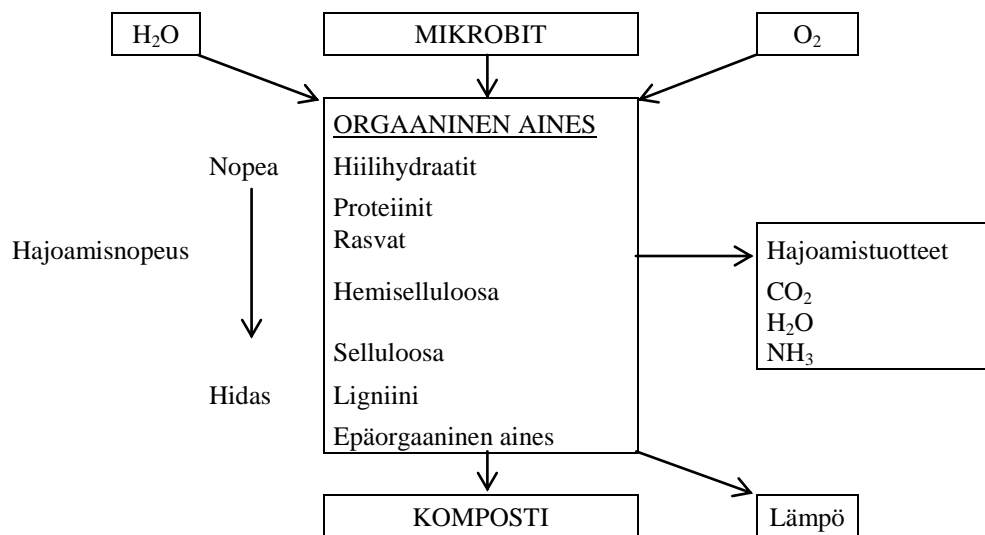 H₂O
MIKROBIT
O₂
ORGAANINEN AINES
Nopea
Hiilihydraatit
Proteiinit
Rasvat
Hajoamisnopeus
Hajoamistuotteet
Hemiselluloosa
CO₂
H₂O
NH₃
Selluloosa
Hidas
Ligniini
Epäorgaaninen aines
KOMPOSTI
Lämpö